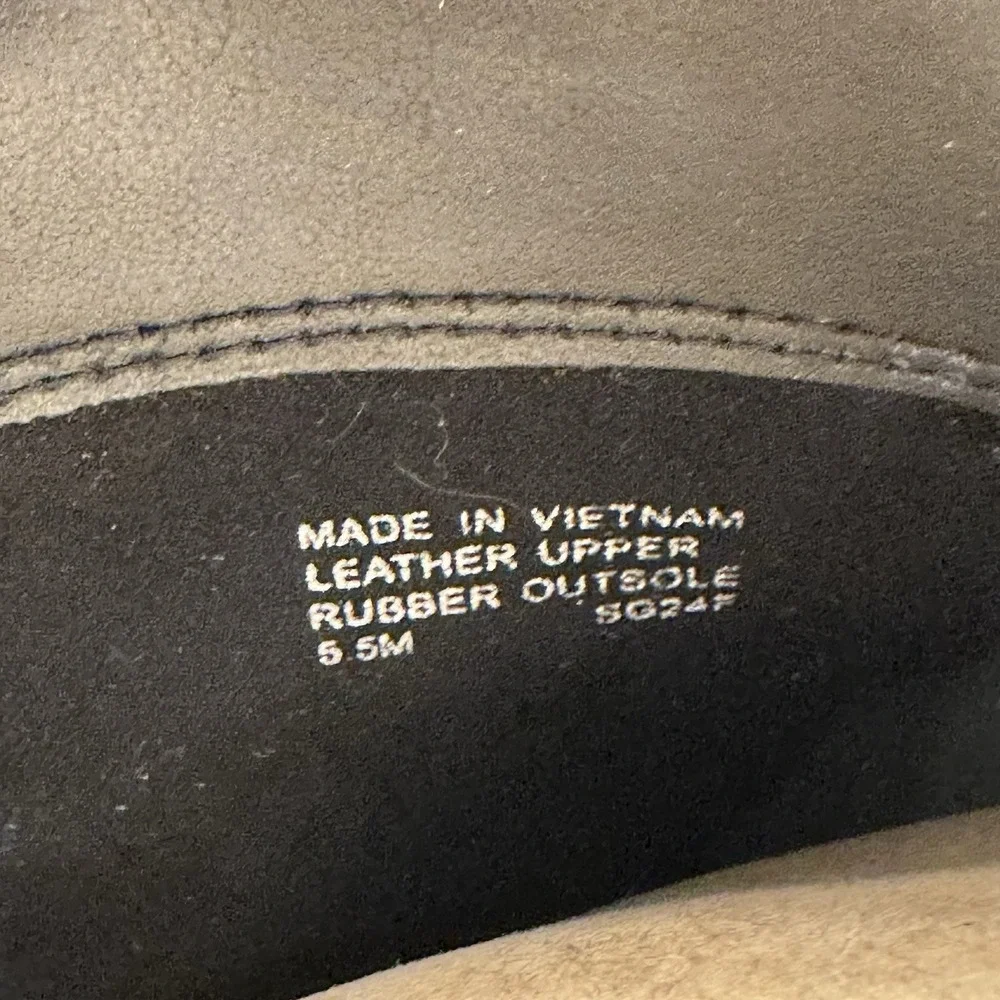 MADE IN VIETNAM
LEATHER UPPER
RUBBER OUTSOLE
5.5M SG24F